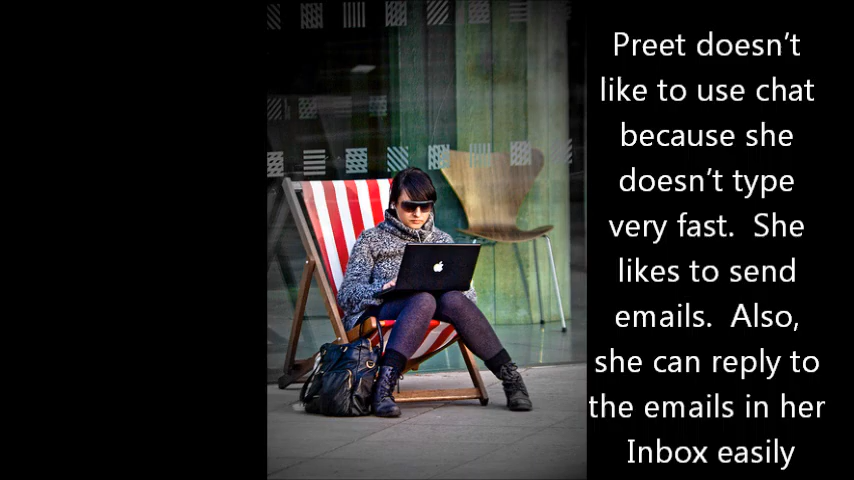 Preet doesn’t
like to use chat
because she
doesn’t type
very fast.  She
likes to send
emails.  Also,
she can reply to
the emails in her
Inbox easily